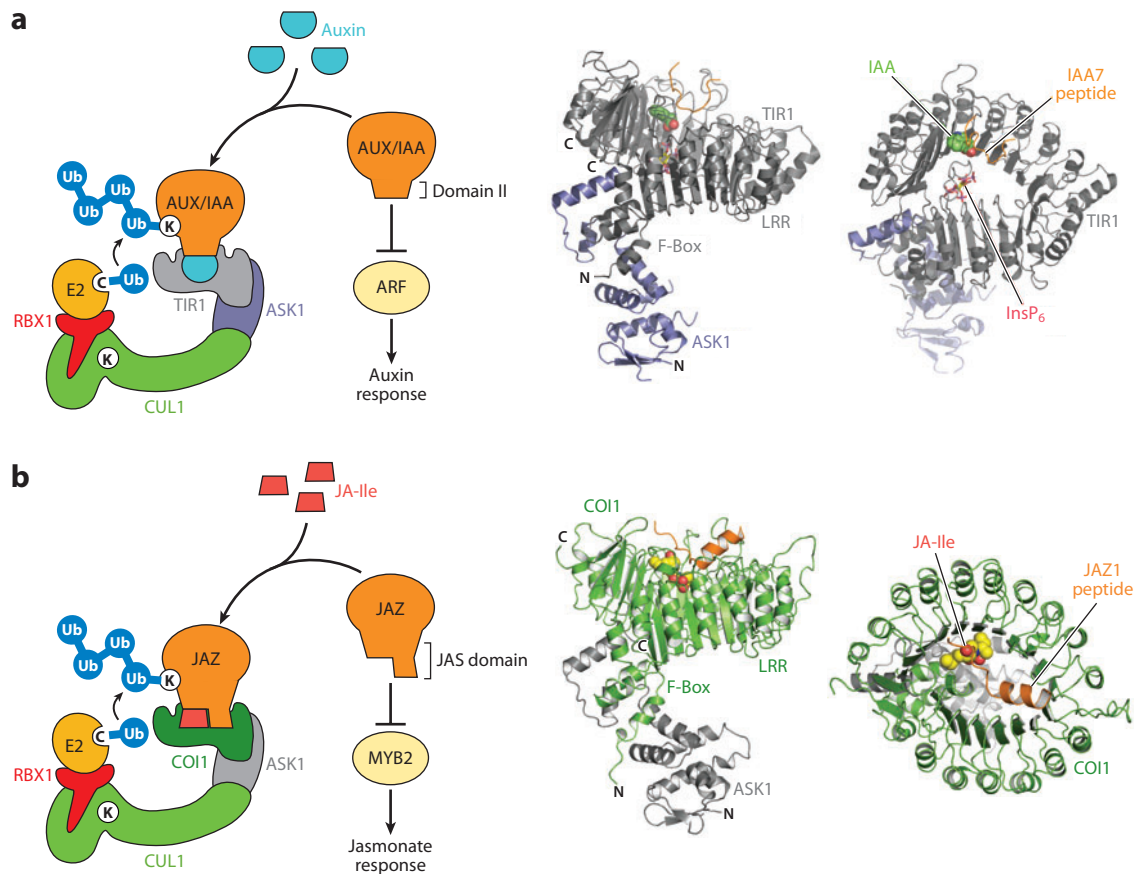 a
Auxin
AUX/IAA
Domain II
AUX/IAA
Ub
Ub
Ub
Ub
K
Ub
C
E2
TIR1
ASK1
RBX1
K
CUL1
ARF
Auxin
response
TIR1
C
C
LRR
F-Box
N
ASK1
N
IAA
IAA7
peptide
TIR1
InsP6
b
JA-Ile
JAZ
JAS domain
JAZ
Ub
Ub
Ub
Ub
K
Ub
C
E2
COI1
ASK1
RBX1
K
CUL1
MYB2
Jasmonate
response
COI1
C
C
LRR
F-Box
N
ASK1
N
JA-Ile
JAZ1
peptide
COI1